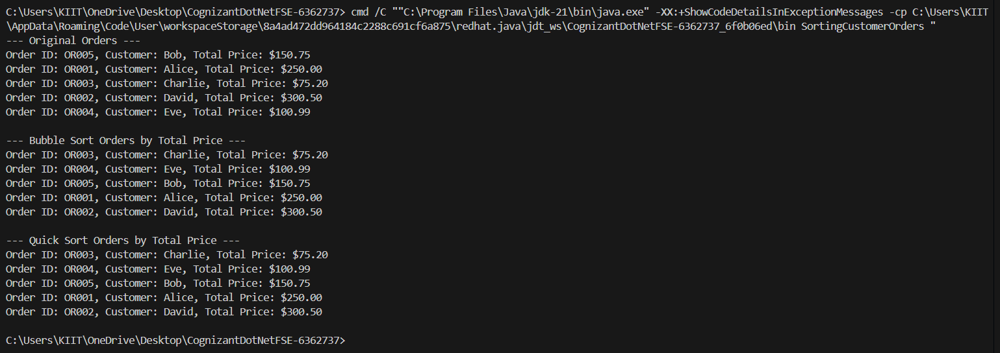 C:\Users\KIIT\OneDrive\Desktop\CognizantDotNetFSE-6362737> cmd /C ""C:\Program Files\Java\jdk-21\bin\java.exe" -XX:+ShowCodeDetailsInExceptionMessages -cp C:\Users\KIIT
\AppData\Roaming\Code\User\workspaceStorage\8a4ad472dd964184c2288c691cf6a875\redhat.java\jdt_ws\CognizantDotNetFSE-6362737_6f0b06ed\bin SortingCustomerOrders "
--- Original Orders ---
Order ID: OR005, Customer: Bob, Total Price: $150.75
Order ID: OR001, Customer: Alice, Total Price: $250.00
Order ID: OR003, Customer: Charlie, Total Price: $75.20
Order ID: OR002, Customer: David, Total Price: $300.50
Order ID: OR004, Customer: Eve, Total Price: $100.99

--- Bubble Sort Orders by Total Price ---
Order ID: OR003, Customer: Charlie, Total Price: $75.20
Order ID: OR004, Customer: Eve, Total Price: $100.99
Order ID: OR005, Customer: Bob, Total Price: $150.75
Order ID: OR001, Customer: Alice, Total Price: $250.00
Order ID: OR002, Customer: David, Total Price: $300.50

--- Quick Sort Orders by Total Price ---
Order ID: OR003, Customer: Charlie, Total Price: $75.20
Order ID: OR004, Customer: Eve, Total Price: $100.99
Order ID: OR005, Customer: Bob, Total Price: $150.75
Order ID: OR001, Customer: Alice, Total Price: $250.00
Order ID: OR002, Customer: David, Total Price: $300.50

C:\Users\KIIT\OneDrive\Desktop\CognizantDotNetFSE-6362737>